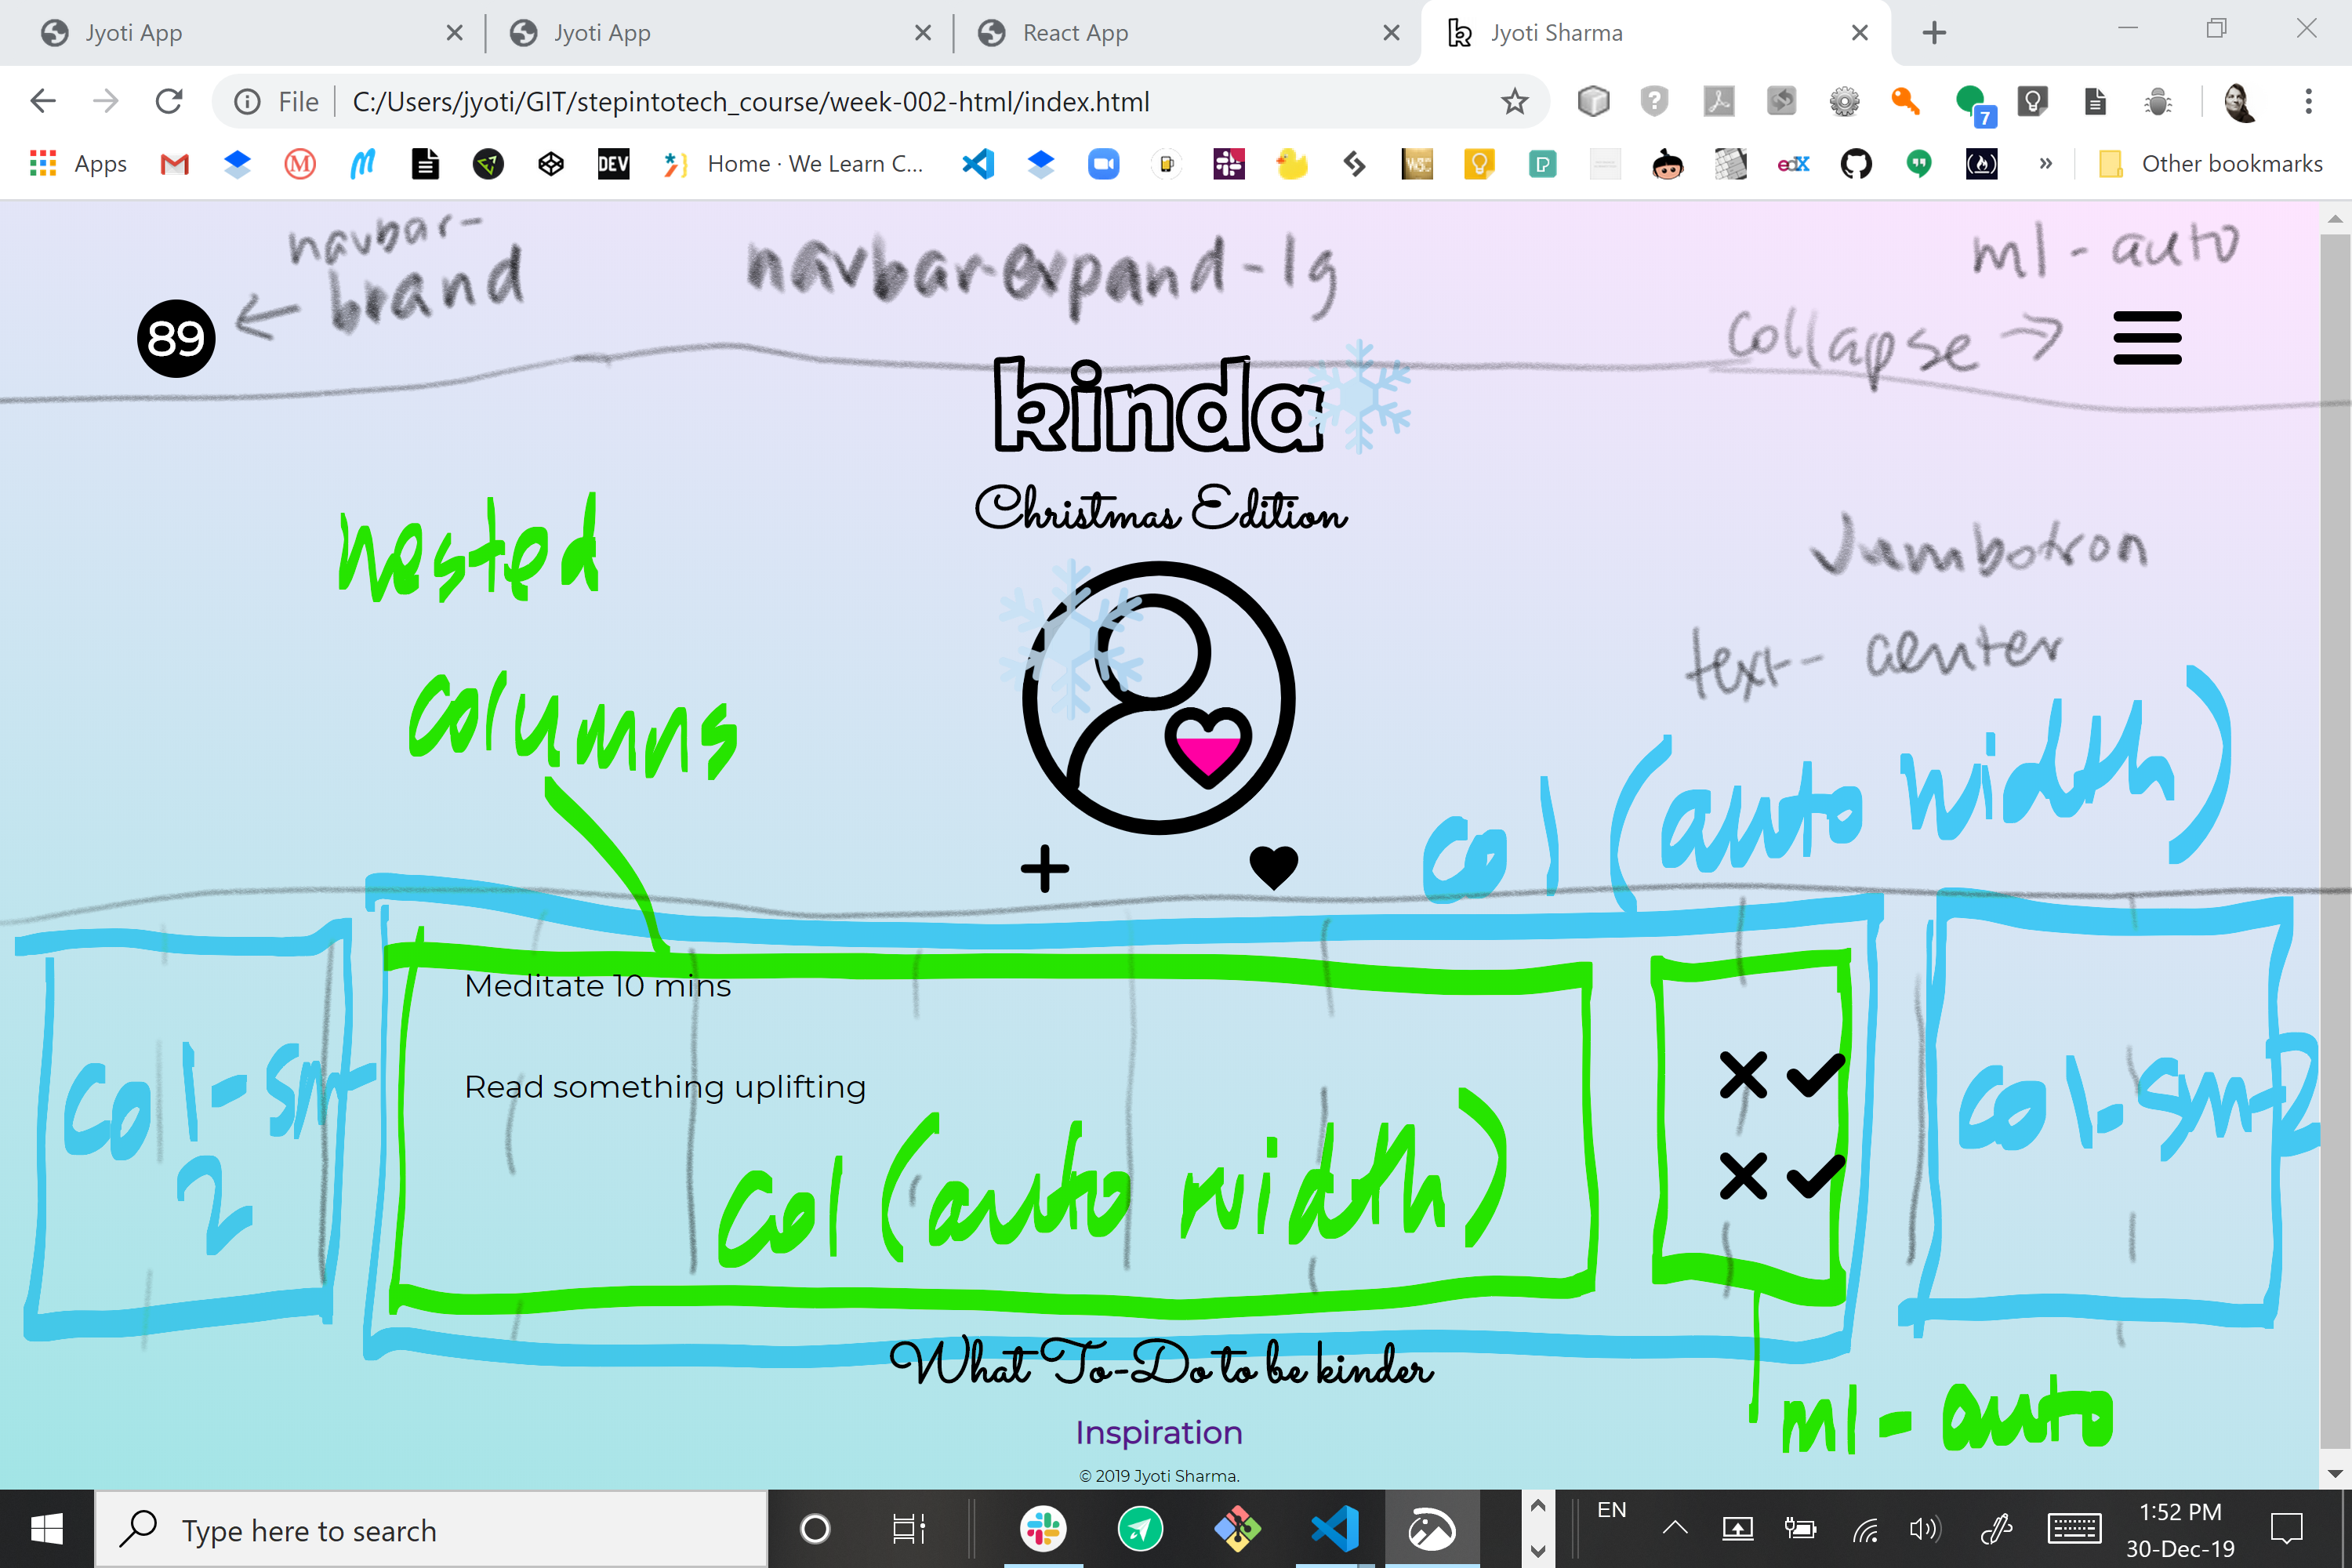 Jyoti App
Jyoti App
React App
Jyoti Sharma
File
C:/Users/jyoti/GIT/stepintotech_course/week-002-html/index.html
7
Apps
DEV
Home · We Learn C...
W3C
edX
»
Other bookmarks
navbar-
brand
navbar-expand-lg
ml-auto
collapse
89
kinda
Christmas Edition
nested
columns
Jumbotron
text-center
col (auto width)
Meditate 10 mins
Read something uplifting
col-sm-
2
col (auto width)
col-sm-2
What To-Do to be kinder
ml-auto
Inspiration
© 2019 Jyoti Sharma.
Type here to search
EN
1:52 PM
30-Dec-19